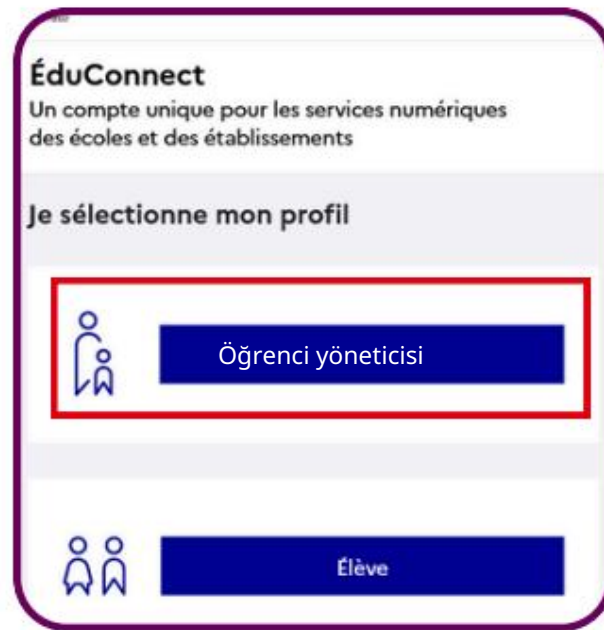 ÉduConnect
Un compte unique pour les services numériques
des écoles et des établissements
Je sélectionne mon profil
Öğrenci yöneticisi
Élève